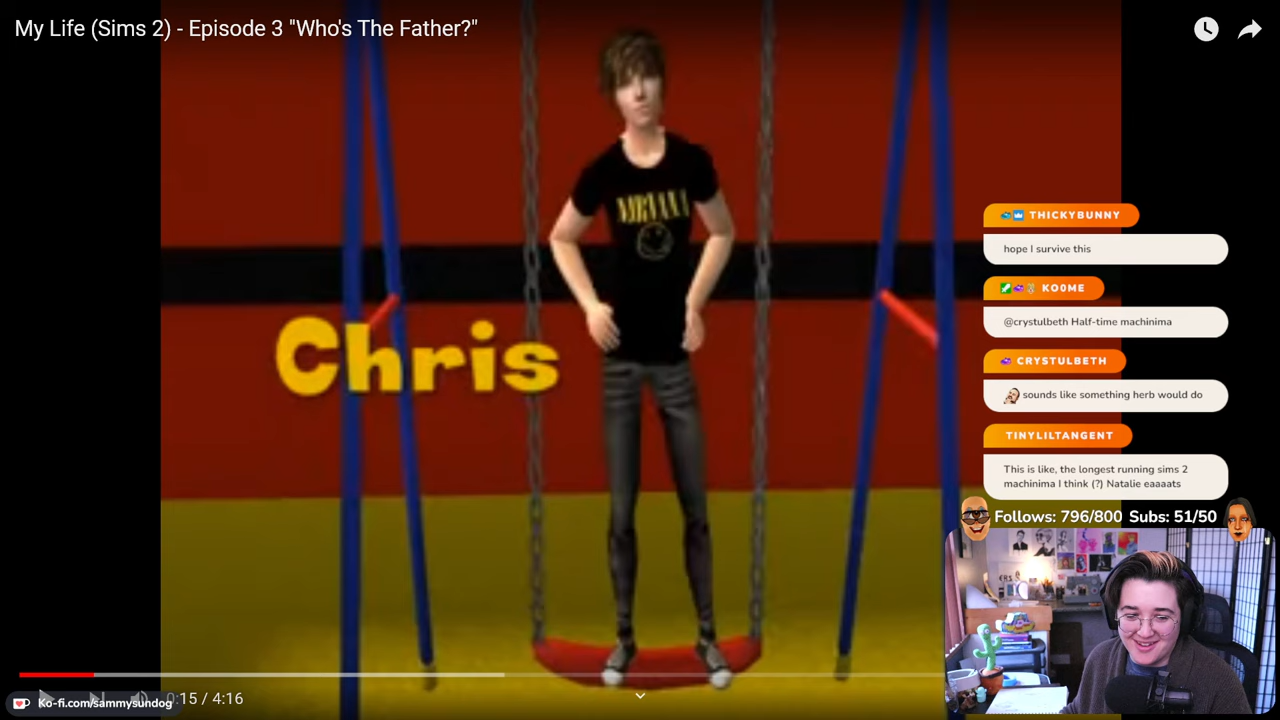 My Life (Sims 2) - Episode 3 "Who's The Father?"
NIRVANA
Chris
THICKYBUNNY
hope I survive this
KO0ME
@crystulbeth Half-time machinima
CRYSTULBETH
sounds like something herb would do
TINYLILTANGENT
This is like, the longest running sims 2
machinima I think (?) Natalie eaaaats
Follows: 796/800 Subs: 51/50
0:15 / 4:16
Ko-fi.com/sammysundog